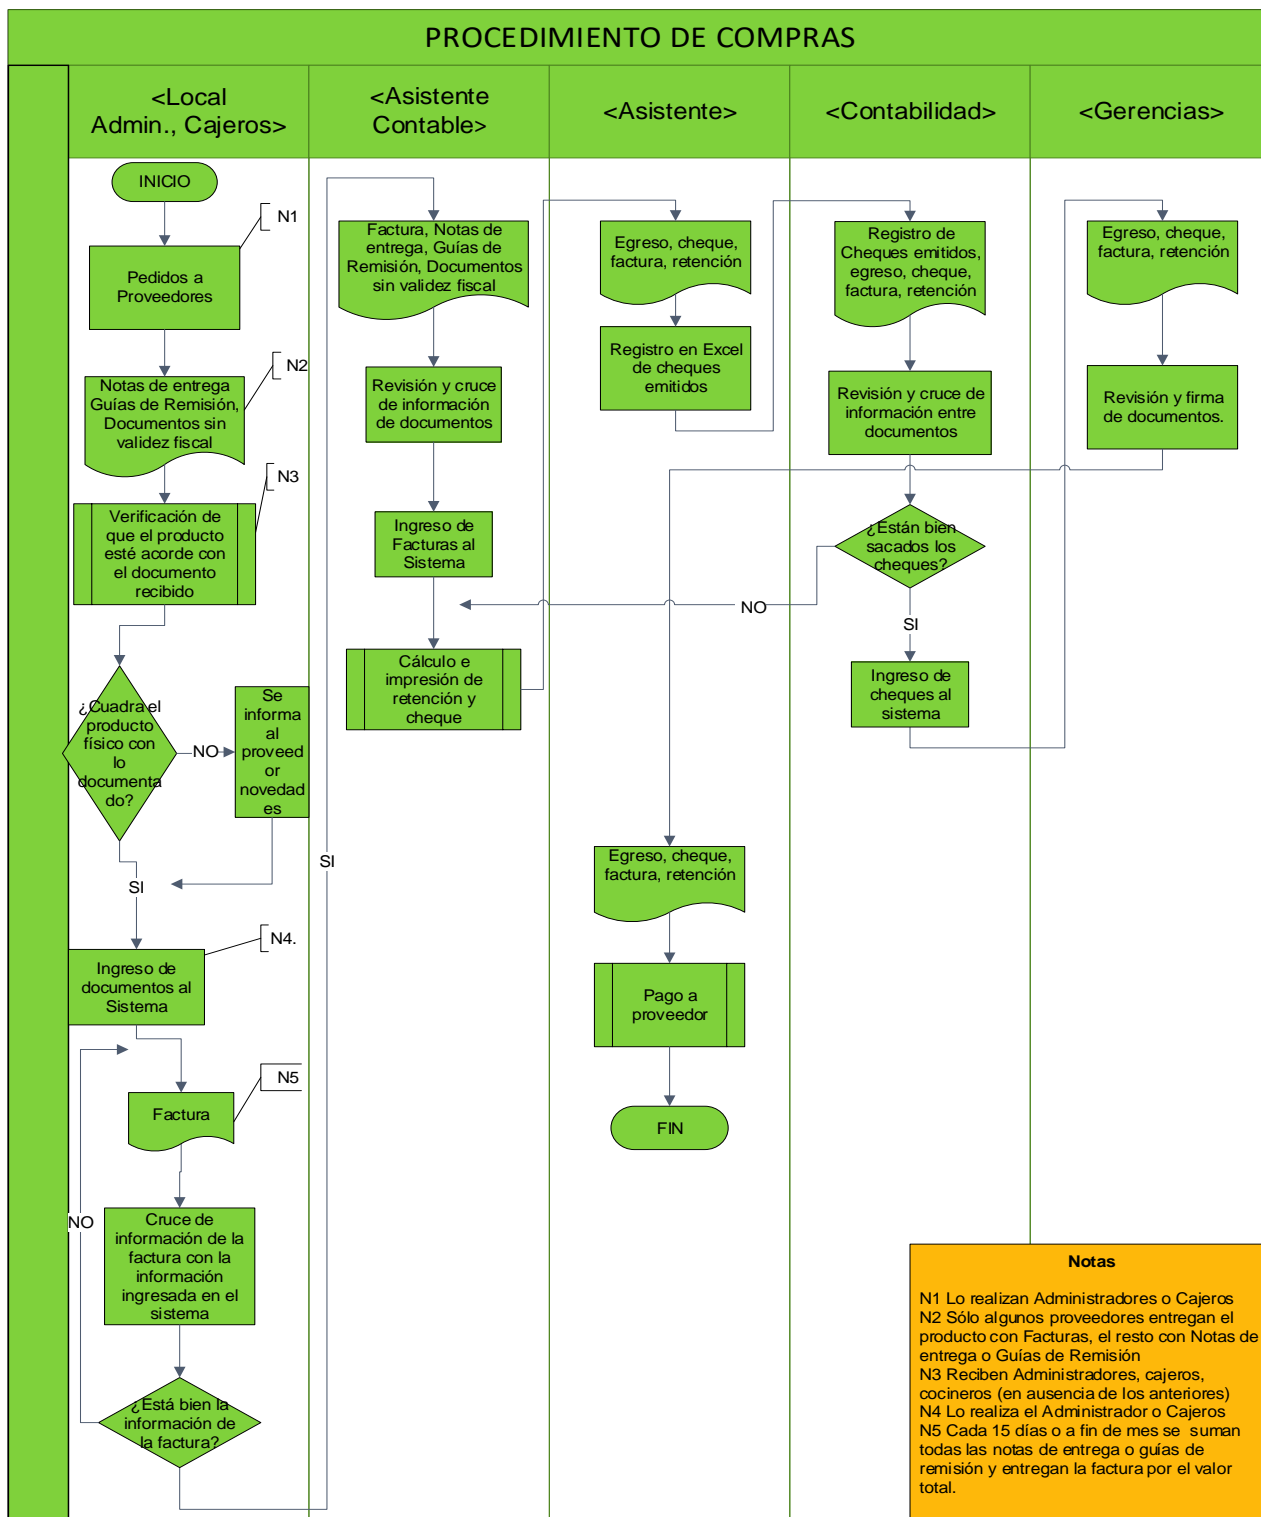 PROCEDIMIENTO DE COMPRAS
<Local
Admin., Cajeros>
<Asistente
Contable>
<Asistente>
<Contabilidad>
<Gerencias>
INICIO
N1
Pedidos a
Proveedores
N2
Notas de entrega
Guías de Remisión,
Documentos sin
validez fiscal
N3
Verificación de
que el producto
esté acorde con
el documento
recibido
¿Cuadra el
producto
físico con
lo
documenta
do?
NO
Se
informa
al
proveed
or
novedad
es
SI
N4.
Ingreso de
documentos al
Sistema
N5
Factura
NO
Cruce de
información de la
factura con la
información
ingresada en el
sistema
¿Está bien la
información de
la factura?
SI
Factura, Notas de
entrega, Guías de
Remisión, Documentos
sin validez fiscal
Revisión y cruce
de información
de documentos
Ingreso de
Facturas al
Sistema
Cálculo e
impresión de
retención y
cheque
Egreso, cheque,
factura, retención
Registro en Excel
de cheques
emitidos
Registro de
Cheques emitidos,
egreso, cheque,
factura, retención
Revisión y cruce de
información entre
documentos
¿Están bien
sacados los
cheques?
NO
SI
Ingreso de
cheques al
sistema
Egreso, cheque,
factura, retención
Revisión y firma
de documentos.
Egreso, cheque,
factura, retención
Pago a
proveedor
FIN
Notas
N1 Lo realizan Administradores o Cajeros
N2 Sólo algunos proveedores entregan el
producto con Facturas, el resto con Notas de
entrega o Guías de Remisión
N3 Reciben Administradores, cajeros,
cocineros (en ausencia de los anteriores)
N4 Lo realiza el Administrador o Cajeros
N5 Cada 15 días o a fin de mes se suman
todas las notas de entrega o guías de
remisión y entregan la factura por el valor
total.